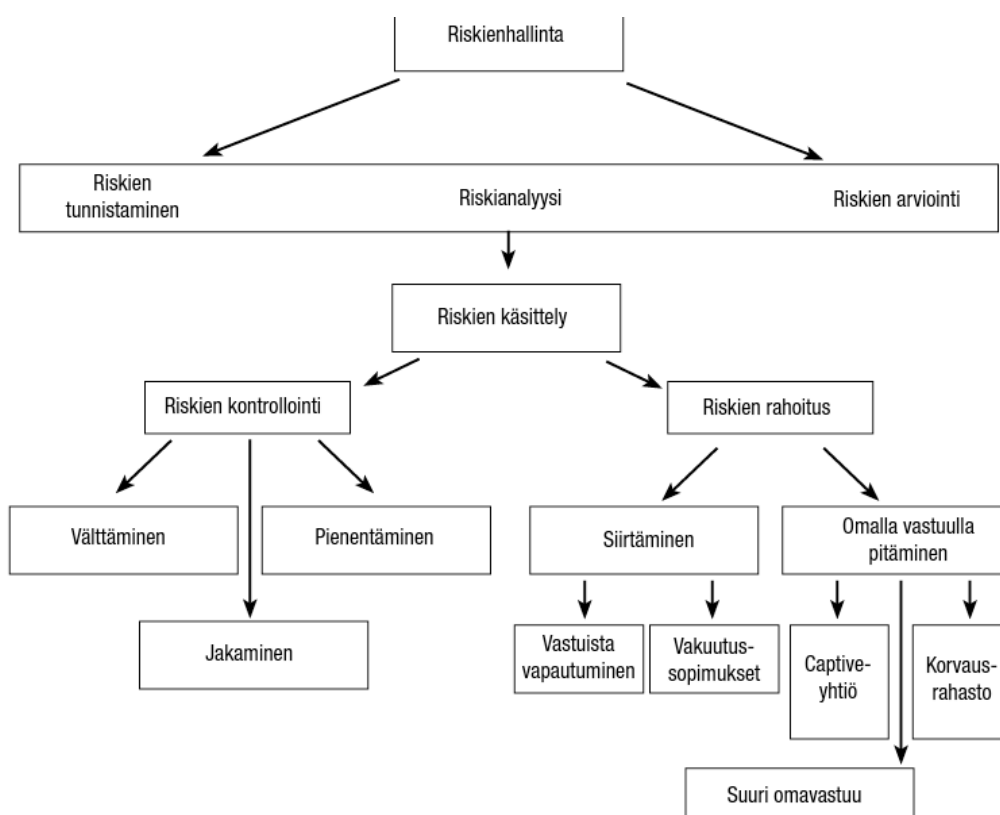 Riskienhallinta
Riskien
tunnistaminen
Riskianalyysi
Riskien arviointi
Riskien käsittely
Riskien kontrollointi
Riskien rahoitus
Välttäminen
Pienentäminen
Siirtäminen
Omalla vastuulla
pitäminen
Jakaminen
Vastuista
vapautuminen
Vakuutus-
sopimukset
Captive-
yhtiö
Korvaus-
rahasto
Suuri omavastuu